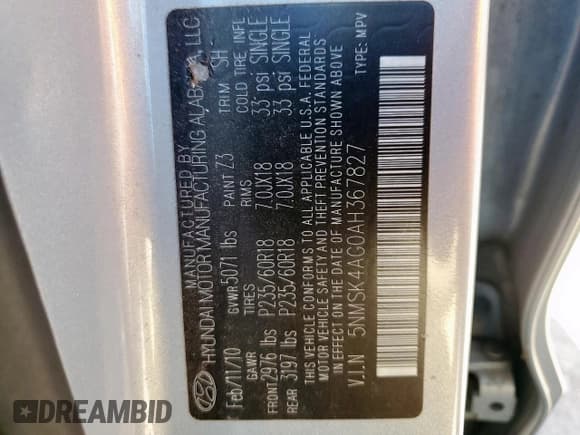 MANUFACTURED BY
HYUNDAI MOTOR MANUFACTURING ALABAMA, LLC
Feb/11/10 GVWR 5071 lbs PAINT Z3 TRIM SH
GAWR TIRES RIMS COLD TIRE INFL
FRONT 2976 lbs P235/60R18 7.0JX18 33 psi SINGLE
REAR 3197 lbs P235/60R18 7.0JX18 33 psi SINGLE
THIS VEHICLE CONFORMS TO ALL APPLICABLE U.S.A. FEDERAL
MOTOR VEHICLE SAFETY AND THEFT PREVENTION STANDARDS
IN EFFECT ON THE DATE OF MANUFACTURE SHOWN ABOVE
V.I.N 5NMSK4AG0AH367827 TYPE: MPV
DREAMBID